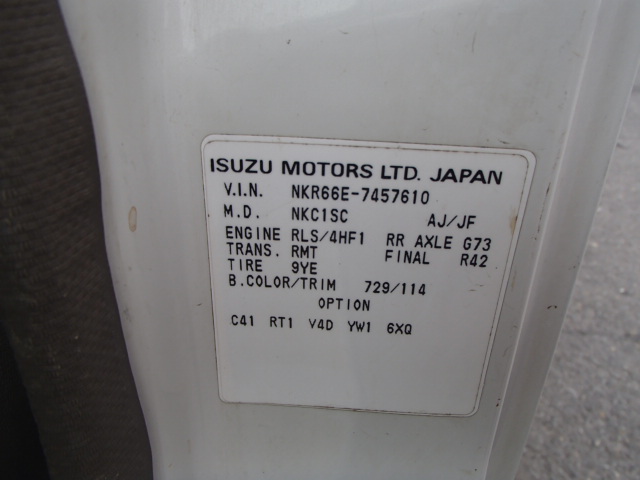 ISUZU MOTORS LTD. JAPAN
V.I.N. NKR66E-7457610
M.D. NKC1SC AJ/JF
ENGINE RLS/4HF1 RR AXLE G73
TRANS. RMT FINAL R42
TIRE 9YE
B.COLOR/TRIM 729/114
OPTION
C41 RT1 V4D YW1 6XQ